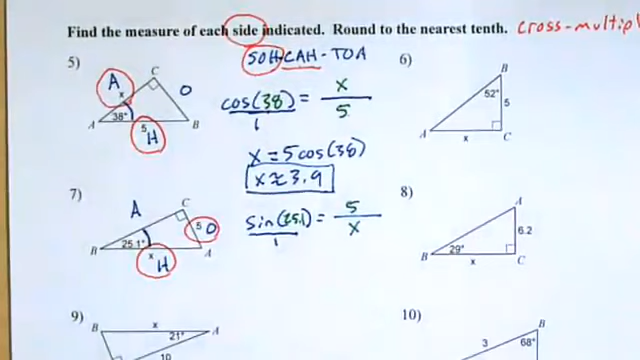 Find the measure of each side indicated. Round to the nearest tenth. cross-multipl
SOH-CAH-TOA
5)
A
x
C
O
38°
A
5
H
B
cos(38) = x
1 5
x = 5cos(38)
x ≈ 3.9
6)
B
52°
5
A
x
C
7)
A
C
5
O
B
25.1°
x
H
A
sin(25.1) = 5
1 x
8)
A
6.2
B
29°
x
C
9)
B
x
A
21°
10
10)
B
3
68°